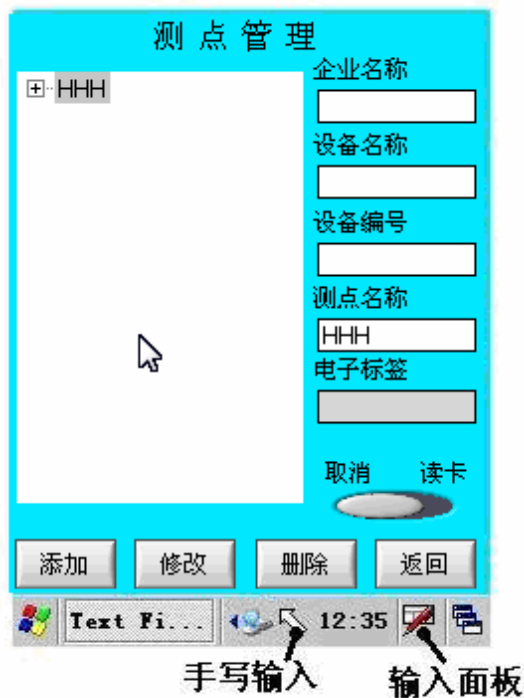 测点管理
HHH
企业名称
设备名称
设备编号
测点名称
HHH
电子标签
取消 读卡
添加 修改 删除 返回
Text Fi... 12:35
手写输入 输入面板